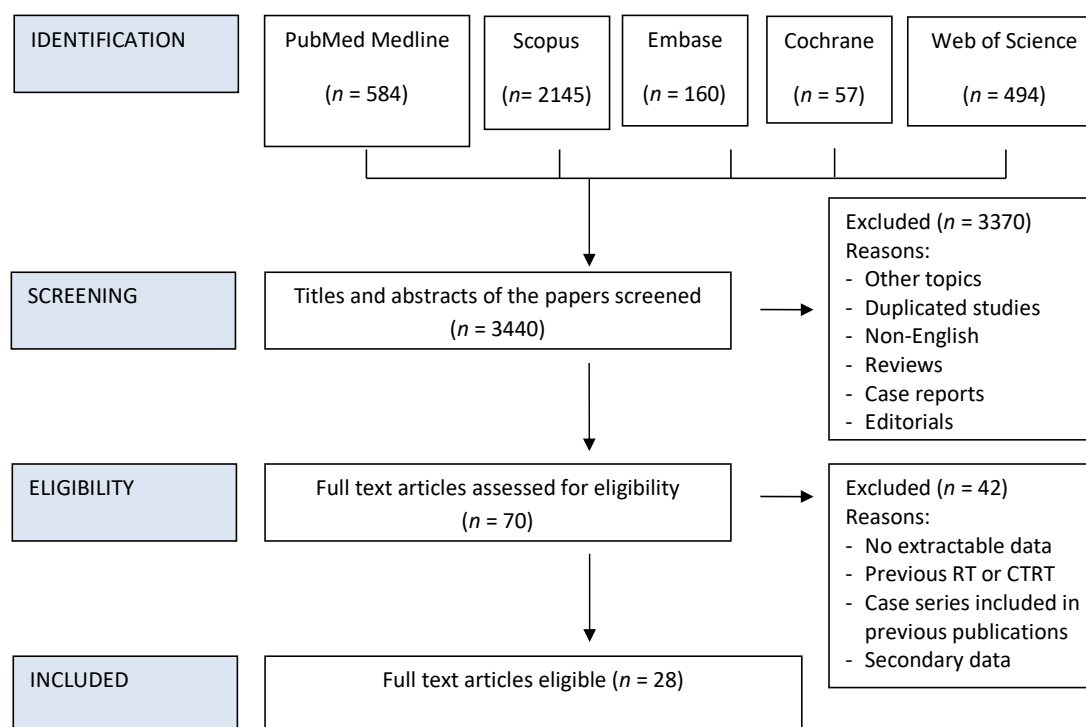 IDENTIFICATION
PubMed Medline
(n = 584)
Scopus
(n= 2145)
Embase
(n = 160)
Cochrane
(n = 57)
Web of Science
(n = 494)
Excluded (n = 3370)
Reasons:
- Other topics
- Duplicated studies
- Non-English
- Reviews
- Case reports
- Editorials
SCREENING
Titles and abstracts of the papers screened
(n = 3440)
ELIGIBILITY
Full text articles assessed for eligibility
(n = 70)
Excluded (n = 42)
Reasons:
- No extractable data
- Previous RT or CTRT
- Case series included in
previous publications
- Secondary data
INCLUDED
Full text articles eligible (n = 28)